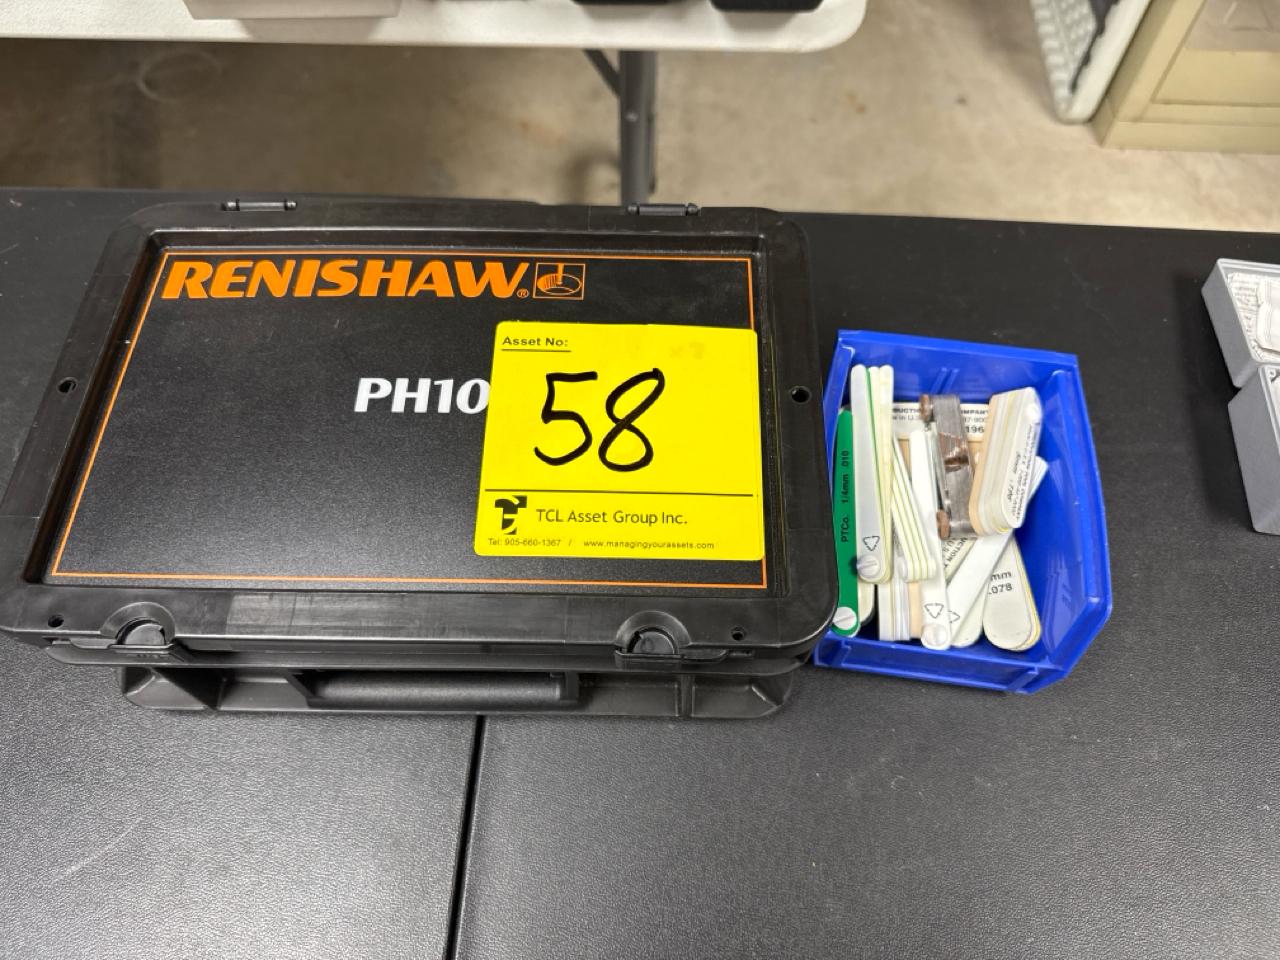 RENISHAW®
PH10
Asset No:
58
TCL Asset Group Inc.
Tel: 905-660-1367 / www.managingyourassets.com
PTCo. 1/4mm .010
196
mm
.078